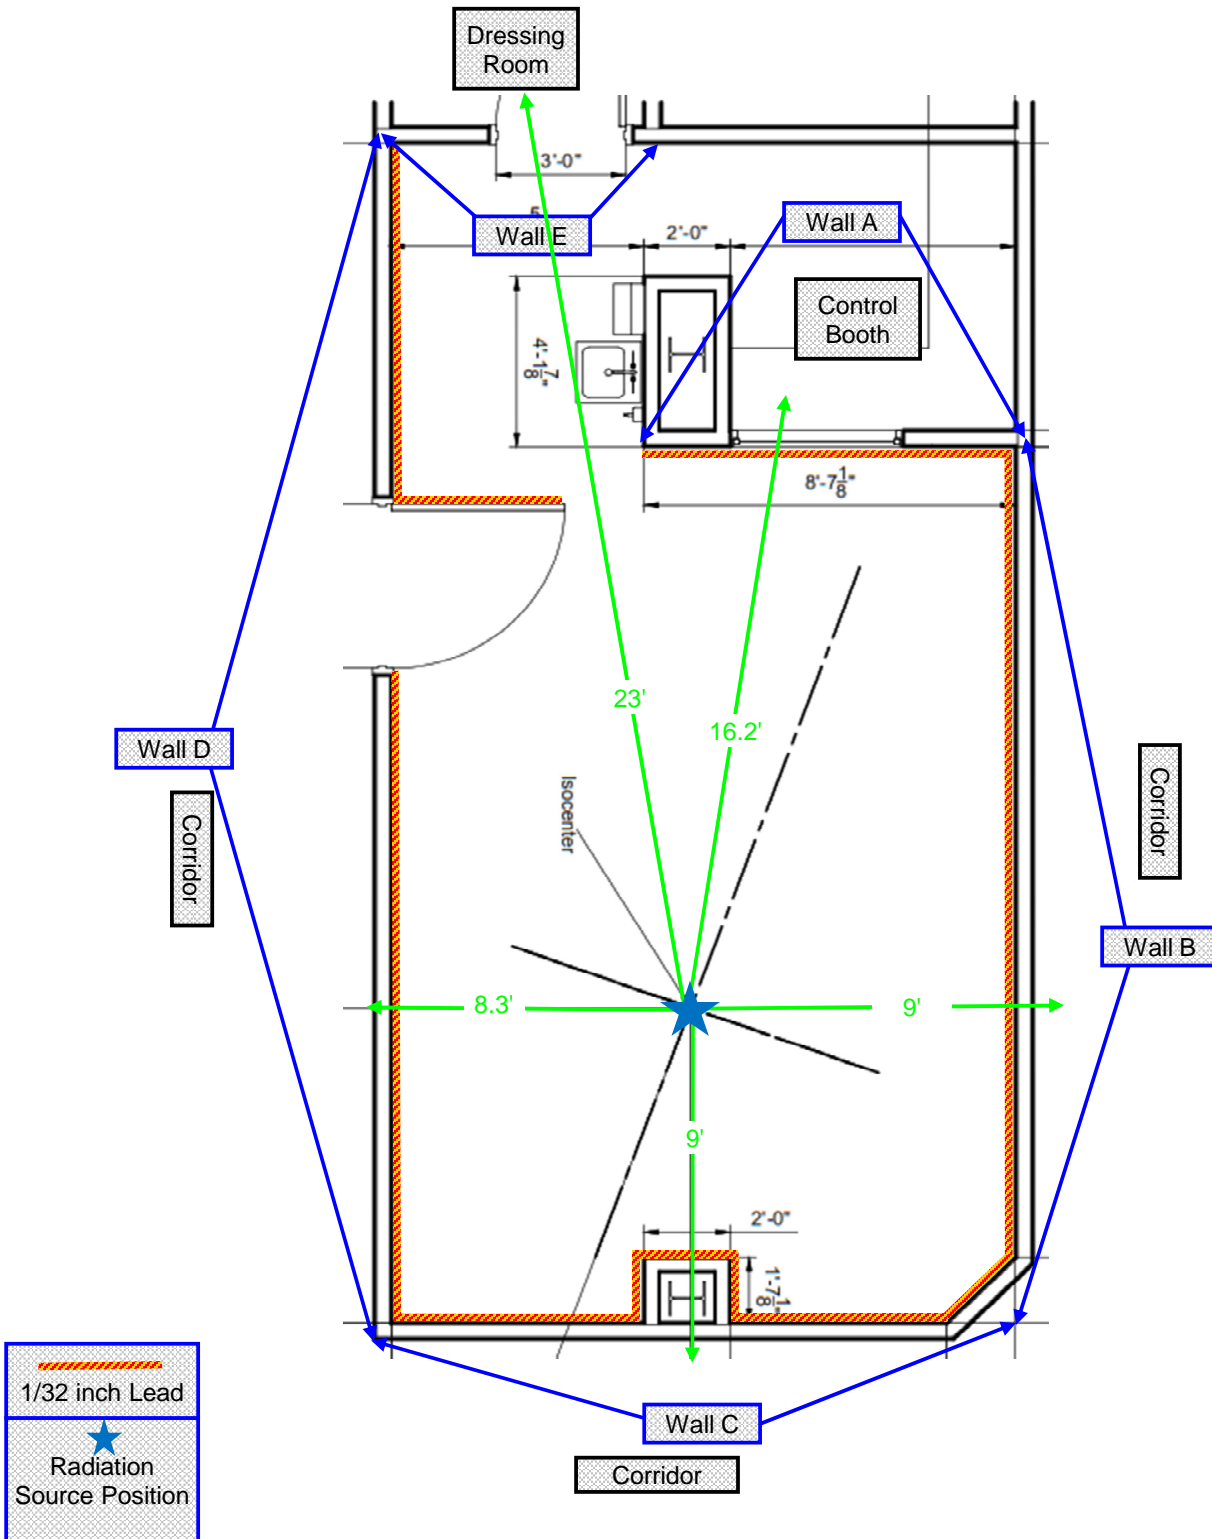 Dressing
Room
3'-0"
5
Wall E
2'-0"
Wall A
Control
Booth
4'-1 7/8"
H
8'-7 1/8"
23'
16.2'
Wall D
Corridor
Isocenter
Corridor
Wall B
8.3'
9'
9'
2'-0"
1'-7 1/8"
H
1/32 inch Lead
Radiation
Source Position
Wall C
Corridor